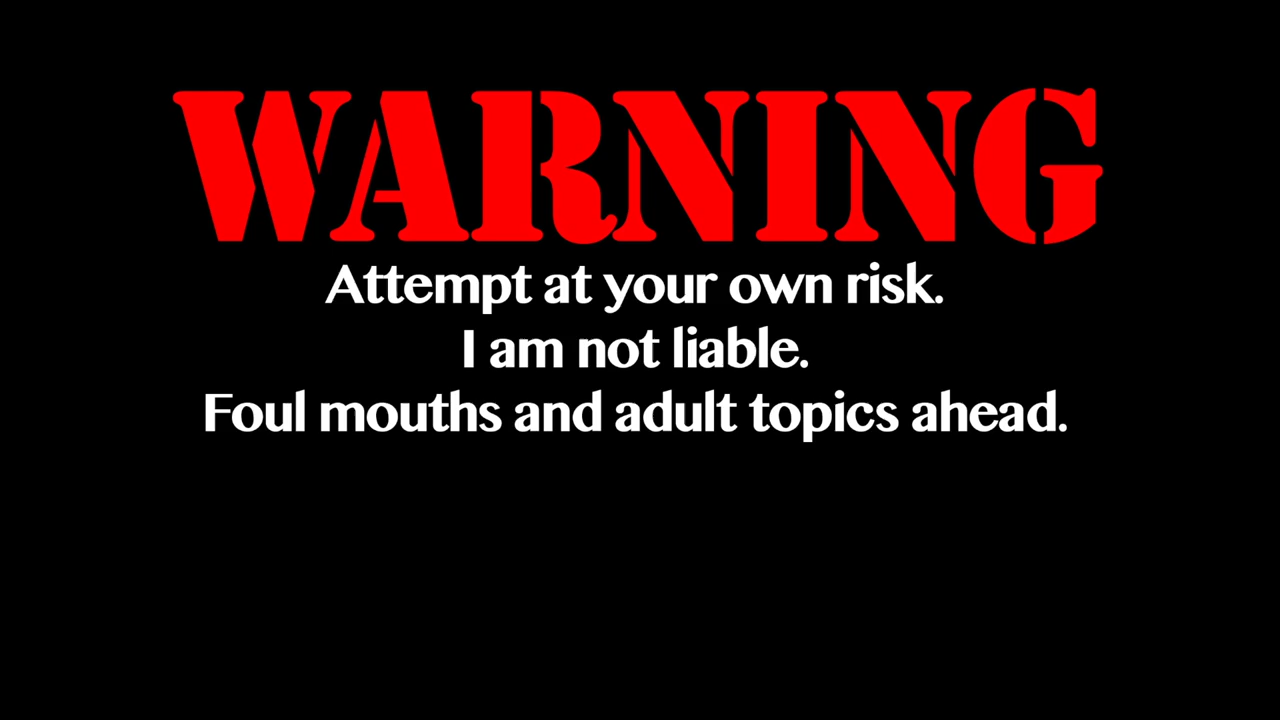 WARNING
Attempt at your own risk.
I am not liable.
Foul mouths and adult topics ahead.